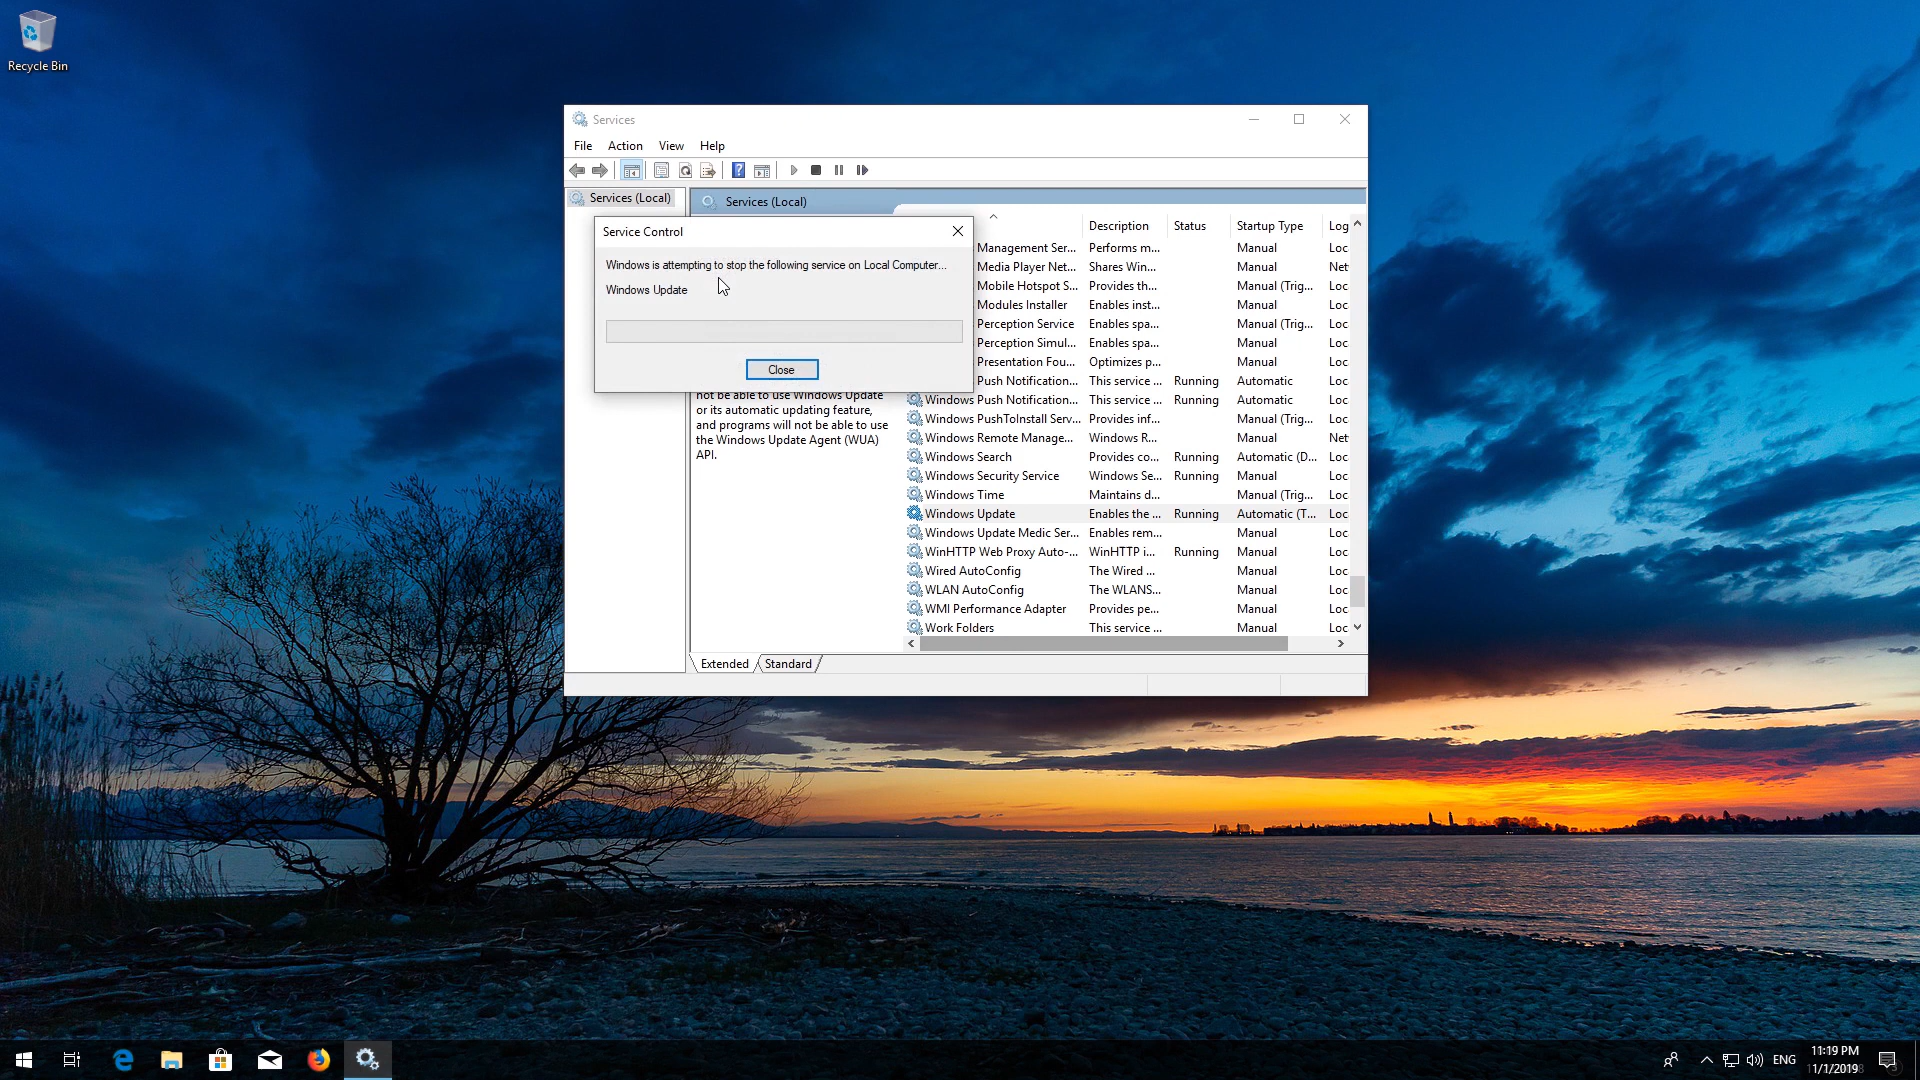 Recycle Bin
Services
File Action View Help
Services (Local)
Services (Local)
Service Control
Windows is attempting to stop the following service on Local Computer...
Windows Update
Close
not be able to use Windows Update
or its automatic updating feature,
and programs will not be able to use
the Windows Update Agent (WUA)
API.
Description Status Startup Type Log
Management Ser... Performs m... Manual Loc
Media Player Net... Shares Win... Manual Net
Mobile Hotspot S... Provides th... Manual (Trig... Loc
Modules Installer Enables inst... Manual Loc
Perception Service Enables spa... Manual (Trig... Loc
Perception Simul... Enables spa... Manual Loc
Presentation Fou... Optimizes p... Manual Loc
Push Notification... This service ... Running Automatic Loc
Windows Push Notification... This service ... Running Automatic Loc
Windows PushToInstall Serv... Provides inf... Manual (Trig... Loc
Windows Remote Manage... Windows R... Manual Net
Windows Search Provides co... Running Automatic (D... Loc
Windows Security Service Windows Se... Running Manual Loc
Windows Time Maintains d... Manual (Trig... Loc
Windows Update Enables the ... Running Automatic (T... Loc
Windows Update Medic Ser... Enables rem... Manual Loc
WinHTTP Web Proxy Auto-... WinHTTP i... Running Manual Loc
Wired AutoConfig The Wired ... Manual Loc
WLAN AutoConfig The WLANS... Manual Loc
WMI Performance Adapter Provides pe... Manual Loc
Work Folders This service ... Manual Loc
Extended Standard
ENG
11:19 PM
11/1/2019